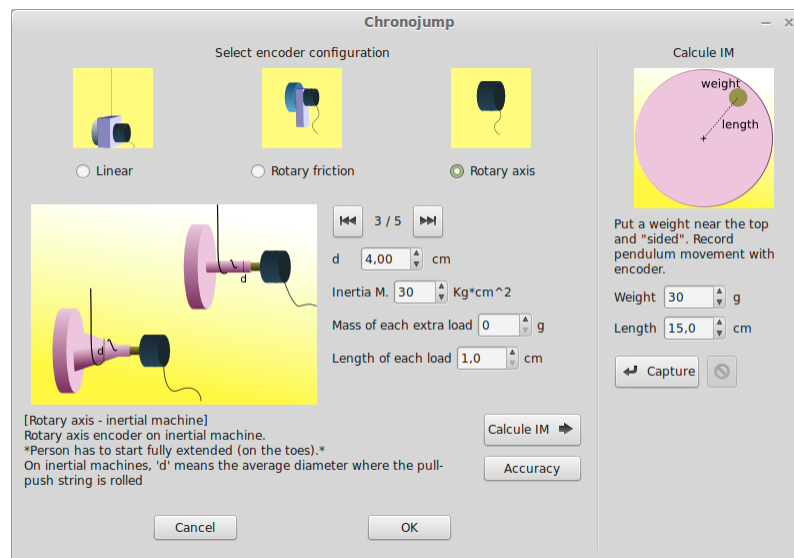 Chronojump
Select encoder configuration
Linear
Rotary friction
Rotary axis
3 / 5
d 4,00 cm
Inertia M. 30 Kg*cm^2
Mass of each extra load 0 g
Length of each load 1,0 cm
d
d
[Rotary axis - inertial machine]
Rotary axis encoder on inertial machine.
*Person has to start fully extended (on the toes).*
On inertial machines, 'd' means the average diameter where the pull-
push string is rolled
Calcule IM
Accuracy
Cancel
OK
Calcule IM
weight
length
Put a weight near the top
and "sided". Record
pendulum movement with
encoder.
Weight 30 g
Length 15,0 cm
Capture